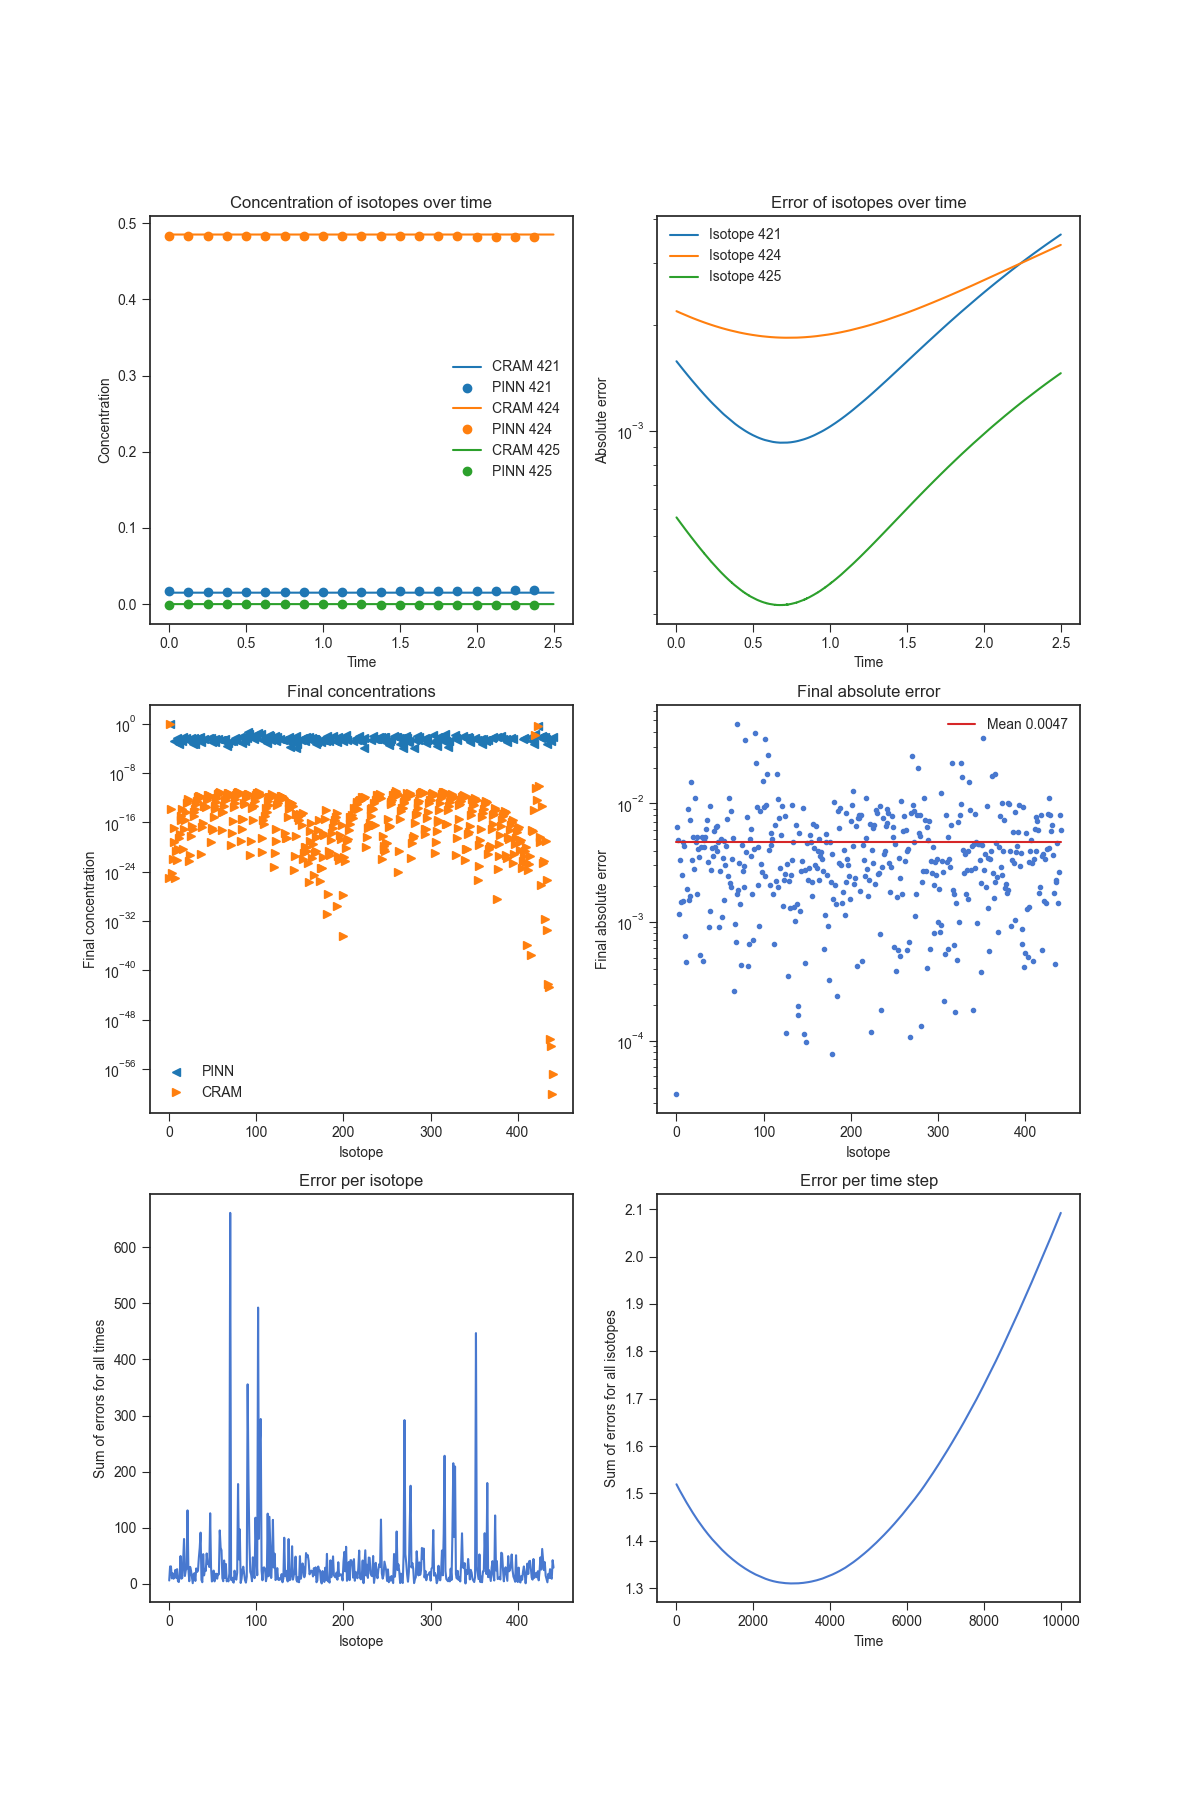 Concentration of isotopes over time
0.5
0.4
0.3
0.2
0.1
0.0
Concentration
CRAM 421
PINN 421
CRAM 424
PINN 424
CRAM 425
PINN 425
0.0 0.5 1.0 1.5 2.0 2.5
Time
Error of isotopes over time
Isotope 421
Isotope 424
Isotope 425
10⁻³
Absolute error
0.0 0.5 1.0 1.5 2.0 2.5
Time
Final concentrations
10⁰
10⁻⁸
10⁻¹⁶
10⁻²⁴
10⁻³²
10⁻⁴⁰
10⁻⁴⁸
10⁻⁵⁶
Final concentration
PINN
CRAM
0 100 200 300 400
Isotope
Final absolute error
Mean 0.0047
10⁻²
10⁻³
10⁻⁴
Final absolute error
0 100 200 300 400
Isotope
Error per isotope
600
500
400
300
200
100
0
Sum of errors for all times
0 100 200 300 400
Isotope
Error per time step
2.1
2.0
1.9
1.8
1.7
1.6
1.5
1.4
1.3
Sum of errors for all isotopes
0 2000 4000 6000 8000 10000
Time